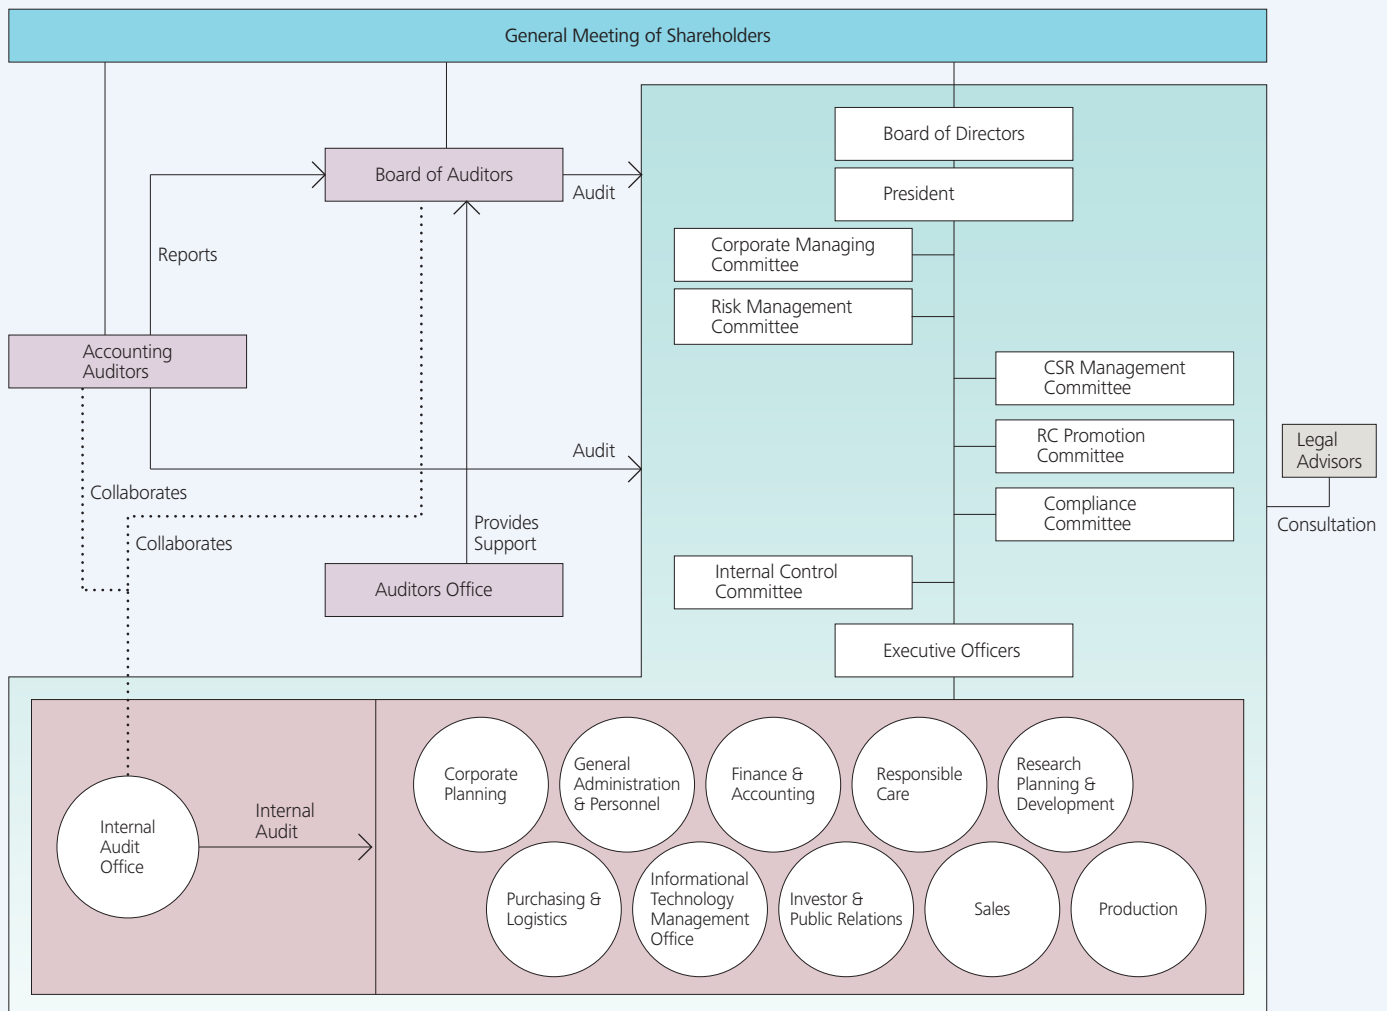 General Meeting of Shareholders
Board of Directors
Board of Auditors
Audit
President
Reports
Corporate Managing
Committee
Risk Management
Committee
Accounting
Auditors
CSR Management
Committee
RC Promotion
Committee
Audit
Legal
Advisors
Collaborates
Compliance
Committee
Consultation
Collaborates
Provides
Support
Internal Control
Committee
Auditors Office
Executive Officers
Corporate
Planning
General
Administration
& Personnel
Finance &
Accounting
Responsible
Care
Research
Planning &
Development
Internal
Audit
Office
Internal
Audit
Purchasing &
Logistics
Informational
Technology
Management
Office
Investor &
Public Relations
Sales
Production